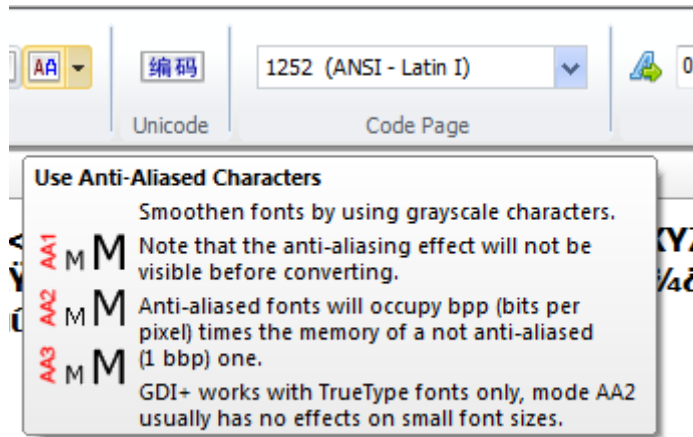 AA
编码
1252 (ANSI - Latin I)
0
Unicode
Code Page
Use Anti-Aliased Characters
Smoothen fonts by using grayscale characters.
AA1 M M
Note that the anti-aliasing effect will not be
visible before converting.
AA2 M M
Anti-aliased fonts will occupy bpp (bits per
pixel) times the memory of a not anti-aliased
(1 bbp) one.
AA3 M M
GDI+ works with TrueType fonts only, mode AA2
usually has no effects on small font sizes.